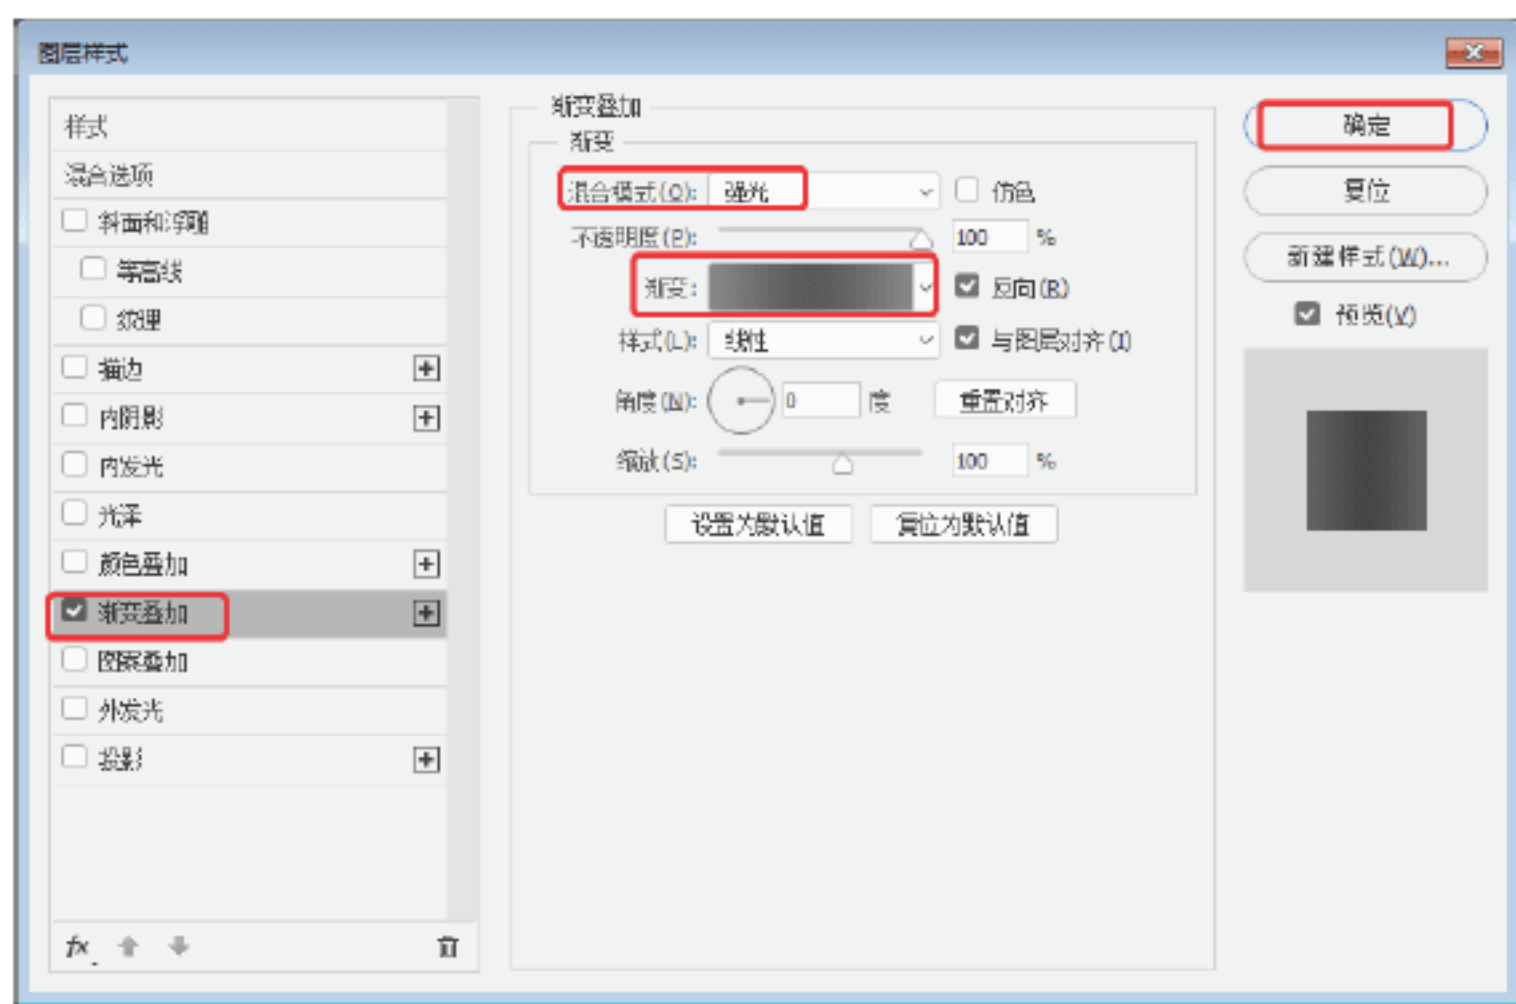 图层样式
样式
混合选项
斜面和浮雕
等高线
纹理
描边
内阴影
内发光
光泽
颜色叠加
渐变叠加
图案叠加
外发光
投影
fx
渐变叠加
渐变
混合模式(O): 强光 仿色
不透明度(P): 100 %
渐变: 反向(R)
样式(L): 线性 与图层对齐(I)
角度(N): 0 度 重置对齐
缩放(S): 100 %
设置为默认值 复位为默认值
确定
复位
新建样式(W)...
预览(V)